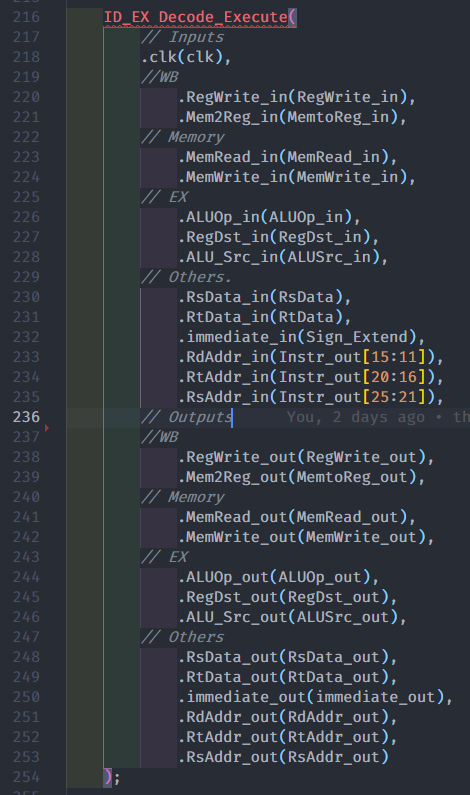 216 ID_EX Decode_Execute(
217 // Inputs
218 .clk(clk),
219 //WB
220 .RegWrite_in(RegWrite_in),
221 .Mem2Reg_in(MemtoReg_in),
222 // Memory
223 .MemRead_in(MemRead_in),
224 .MemWrite_in(MemWrite_in),
225 // EX
226 .ALUOp_in(ALUOp_in),
227 .RegDst_in(RegDst_in),
228 .ALU_Src_in(ALUSrc_in),
229 // Others.
230 .RsData_in(RsData),
231 .RtData_in(RtData),
232 .immediate_in(Sign_Extend),
233 .RdAddr_in(Instr_out[15:11]),
234 .RtAddr_in(Instr_out[20:16]),
235 .RsAddr_in(Instr_out[25:21]),
236 // Outputs You, 2 days ago • th
237 //WB
238 .RegWrite_out(RegWrite_out),
239 .Mem2Reg_out(MemtoReg_out),
240 // Memory
241 .MemRead_out(MemRead_out),
242 .MemWrite_out(MemWrite_out),
243 // EX
244 .ALUOp_out(ALUOp_out),
245 .RegDst_out(RegDst_out),
246 .ALU_Src_out(ALUSrc_out),
247 // Others
248 .RsData_out(RsData_out),
249 .RtData_out(RtData_out),
250 .immediate_out(immediate_out),
251 .RdAddr_out(RdAddr_out),
252 .RtAddr_out(RtAddr_out),
253 .RsAddr_out(RsAddr_out)
254 );